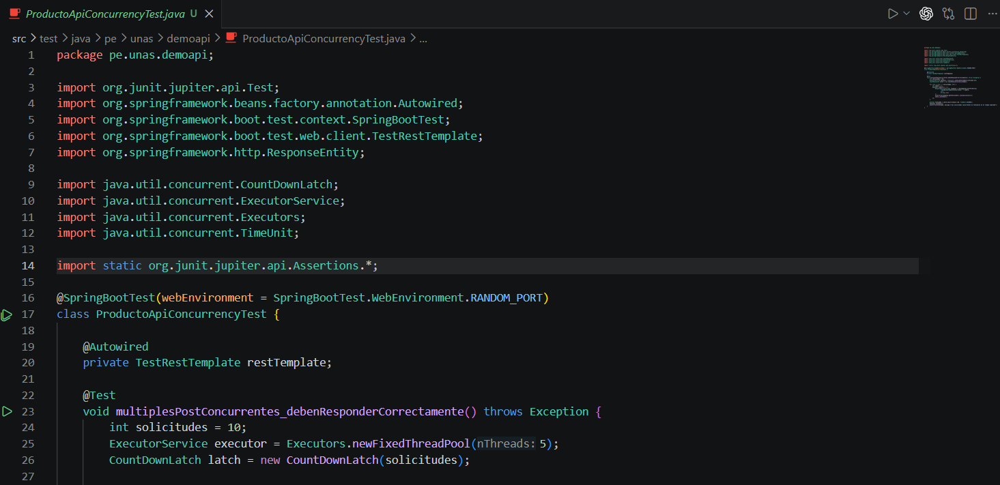 ProductoApiConcurrencyTest.java U
src > test > java > pe > unas > demoapi > ProductoApiConcurrencyTest.java > ...
1 package pe.unas.demoapi;
2
3 import org.junit.jupiter.api.Test;
4 import org.springframework.beans.factory.annotation.Autowired;
5 import org.springframework.boot.test.context.SpringBootTest;
6 import org.springframework.boot.test.web.client.TestRestTemplate;
7 import org.springframework.http.ResponseEntity;
8
9 import java.util.concurrent.CountDownLatch;
10 import java.util.concurrent.ExecutorService;
11 import java.util.concurrent.Executors;
12 import java.util.concurrent.TimeUnit;
13
14 import static org.junit.jupiter.api.Assertions.*;
15
16 @SpringBootTest(webEnvironment = SpringBootTest.WebEnvironment.RANDOM_PORT)
17 class ProductoApiConcurrencyTest {
18
19 @Autowired
20 private TestRestTemplate restTemplate;
21
22 @Test
23 void multiplesPostConcurrentes_debenResponderCorrectamente() throws Exception {
24 int solicitudes = 10;
25 ExecutorService executor = Executors.newFixedThreadPool(nThreads: 5);
26 CountDownLatch latch = new CountDownLatch(solicitudes);
27